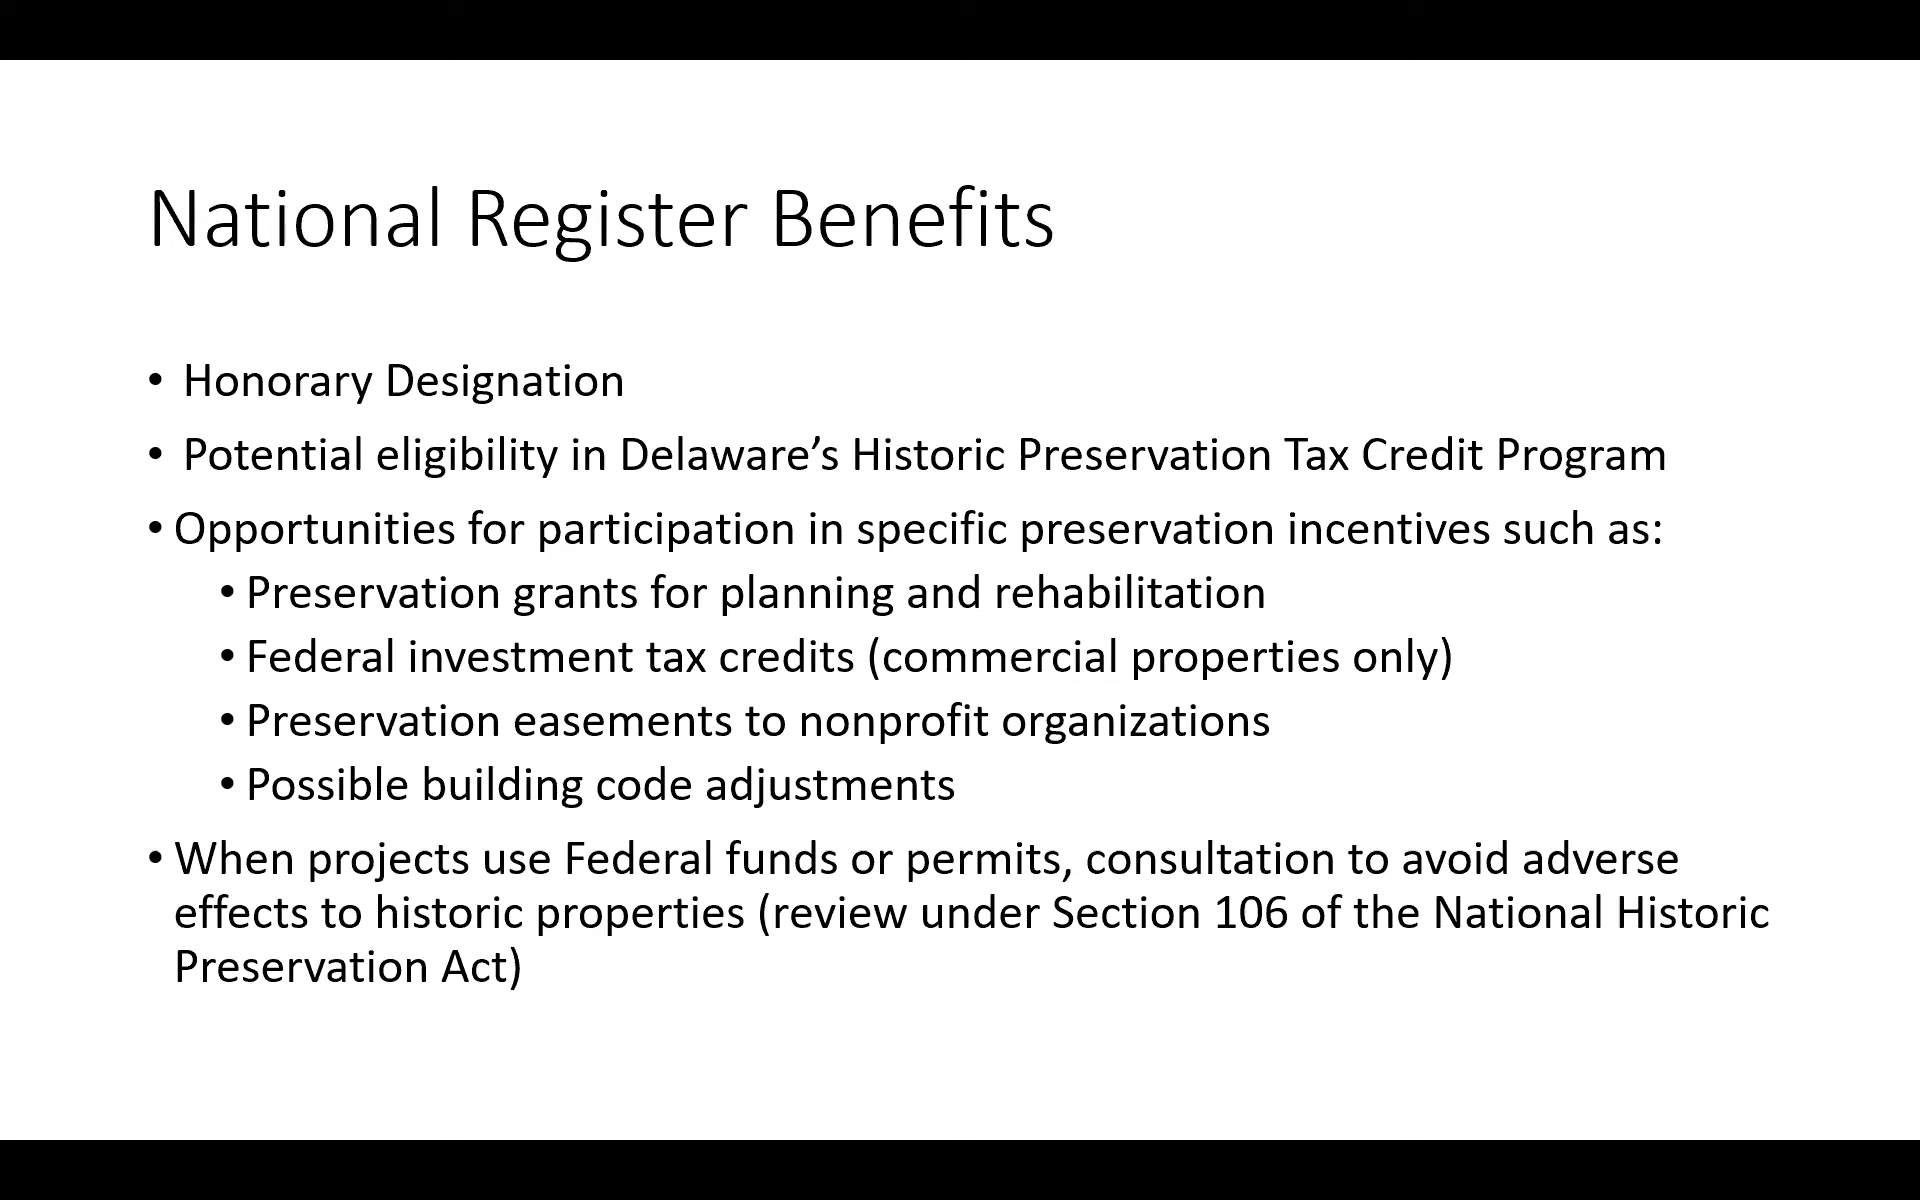 National Register Benefits
• Honorary Designation
• Potential eligibility in Delaware’s Historic Preservation Tax Credit Program
• Opportunities for participation in specific preservation incentives such as:
• Preservation grants for planning and rehabilitation
• Federal investment tax credits (commercial properties only)
• Preservation easements to nonprofit organizations
• Possible building code adjustments
• When projects use Federal funds or permits, consultation to avoid adverse
effects to historic properties (review under Section 106 of the National Historic
Preservation Act)